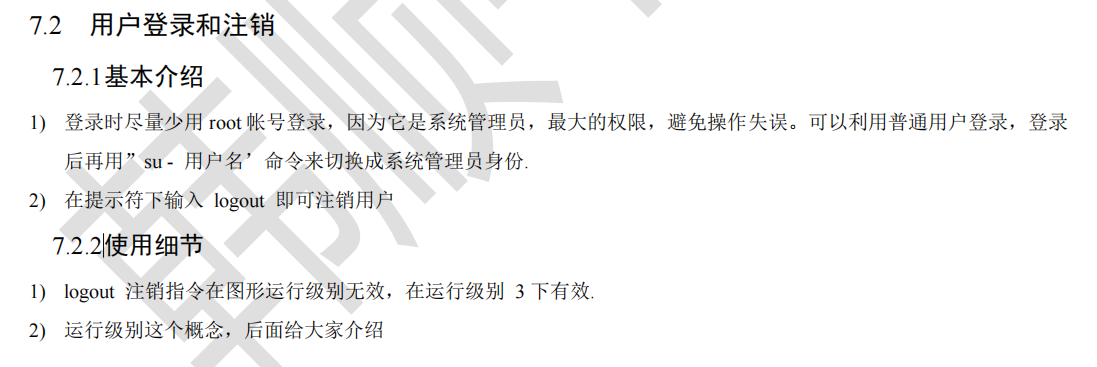 7.2 用户登录和注销
7.2.1基本介绍
1) 登录时尽量少用 root 帐号登录，因为它是系统管理员，最大的权限，避免操作失误。可以利用普通用户登录，登录
后再用”su - 用户名’ 命令来切换成系统管理员身份.
2) 在提示符下输入 logout 即可注销用户
7.2.2使用细节
1) logout 注销指令在图形运行级别无效，在运行级别 3 下有效.
2) 运行级别这个概念，后面给大家介绍
韩顺